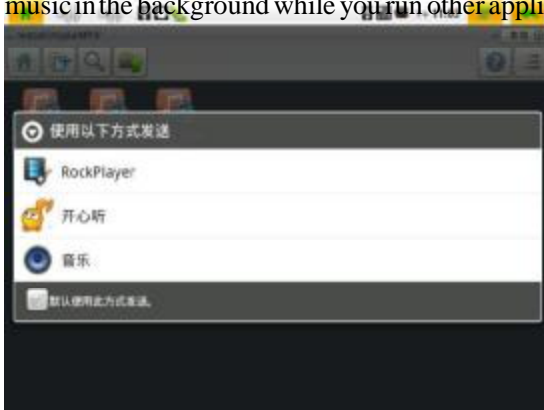 music in the background while you run other appli
使用以下方式发送
RockPlayer
开心听
音乐
默认使用此方式发送。